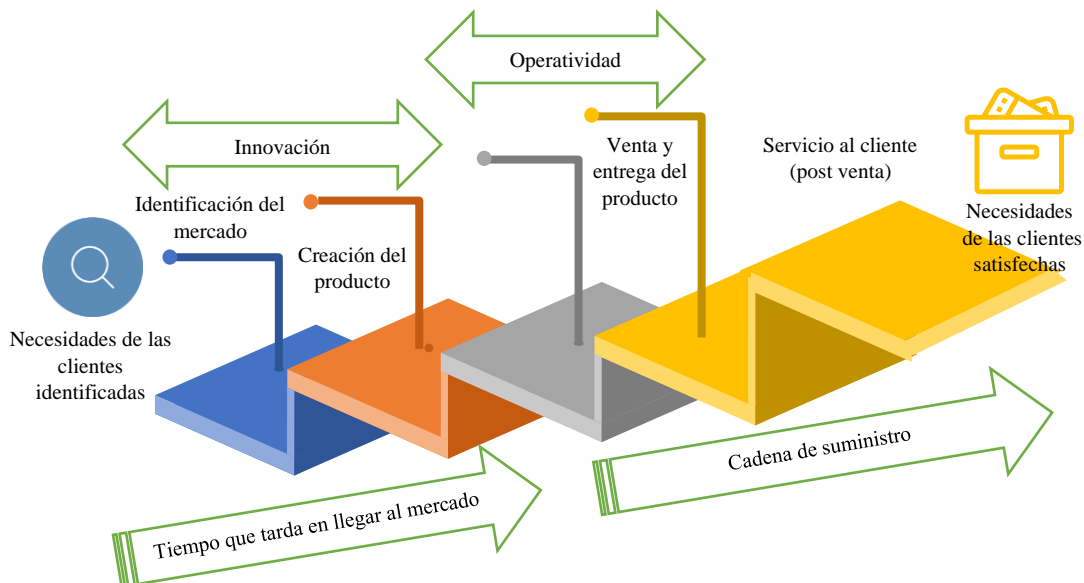 Operatividad
Innovación
Venta y
entrega del
producto
Servicio al cliente
(post venta)
Identificación del
mercado
Creación del
producto
Necesidades
de las clientes
satisfechas
Necesidades de las
clientes
identificadas
Tiempo que tarda en llegar al mercado
Cadena de suministro